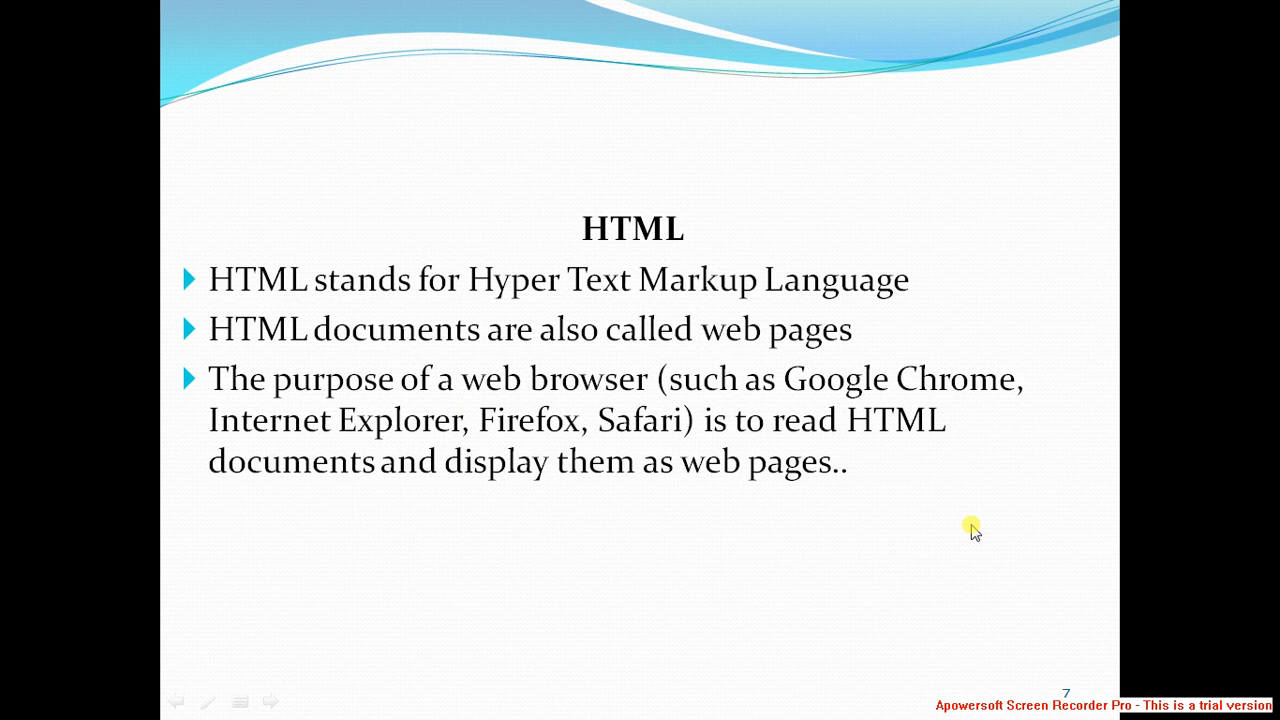 HTML
HTML stands for Hyper Text Markup Language
HTML documents are also called web pages
The purpose of a web browser (such as Google Chrome,
Internet Explorer, Firefox, Safari) is to read HTML
documents and display them as web pages..
7
Apowersoft Screen Recorder Pro - This is a trial version